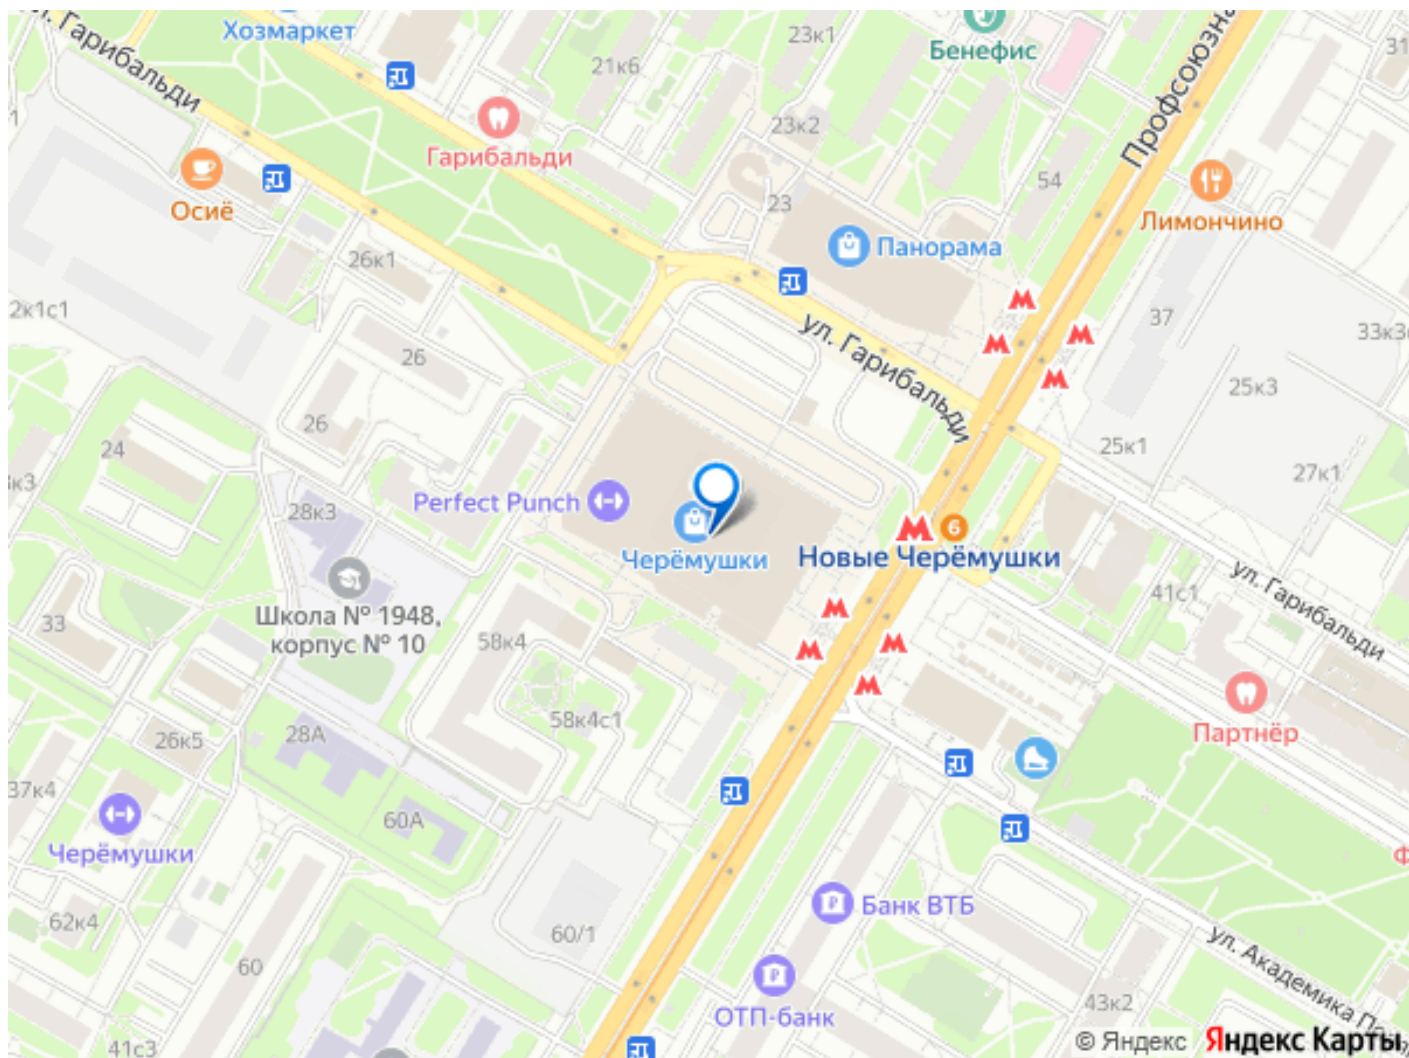 ул. Гарибальди
Хозмаркет
21к6
23к1
Бенефис
Профсоюзна
31
23к2
Гарибальди
54
Осиё
23
Лимончино
Панорама
26к1
2к1с1
37
33к3
ул. Гарибальди
26
25к3
26
24
25к1
27к1
к3
Perfect Punch
28к3
6
Черёмушки
Новые Черёмушки
ул. Гарибальди
41с1
Школа № 1948,
корпус № 10
33
58к4
58к4с1
Партнёр
28А
26к5
37к4
60А
Черёмушки
Ф
Банк ВТБ
62к4
60/1
60
ул. Академика
43к2
ОТП-банк
41к3
© Яндекс
Яндекс Карты